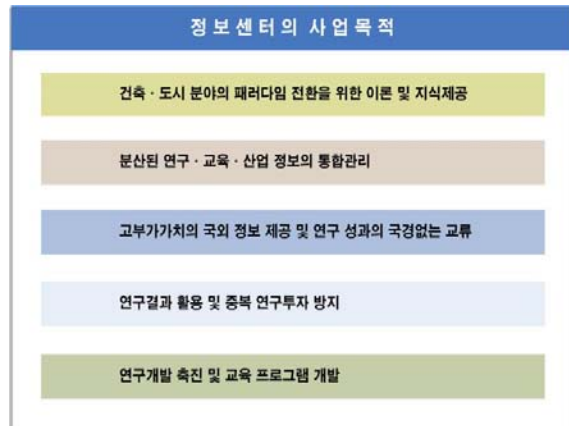 정보센터의 사업목적
건축 · 도시 분야의 패러다임 전환을 위한 이론 및 지식제공
분산된 연구 · 교육 · 산업 정보의 통합관리
고부가가치의 국외 정보 제공 및 연구 성과의 국경없는 교류
연구결과 활용 및 중복 연구투자 방지
연구개발 축진 및 교육 프로그램 개발